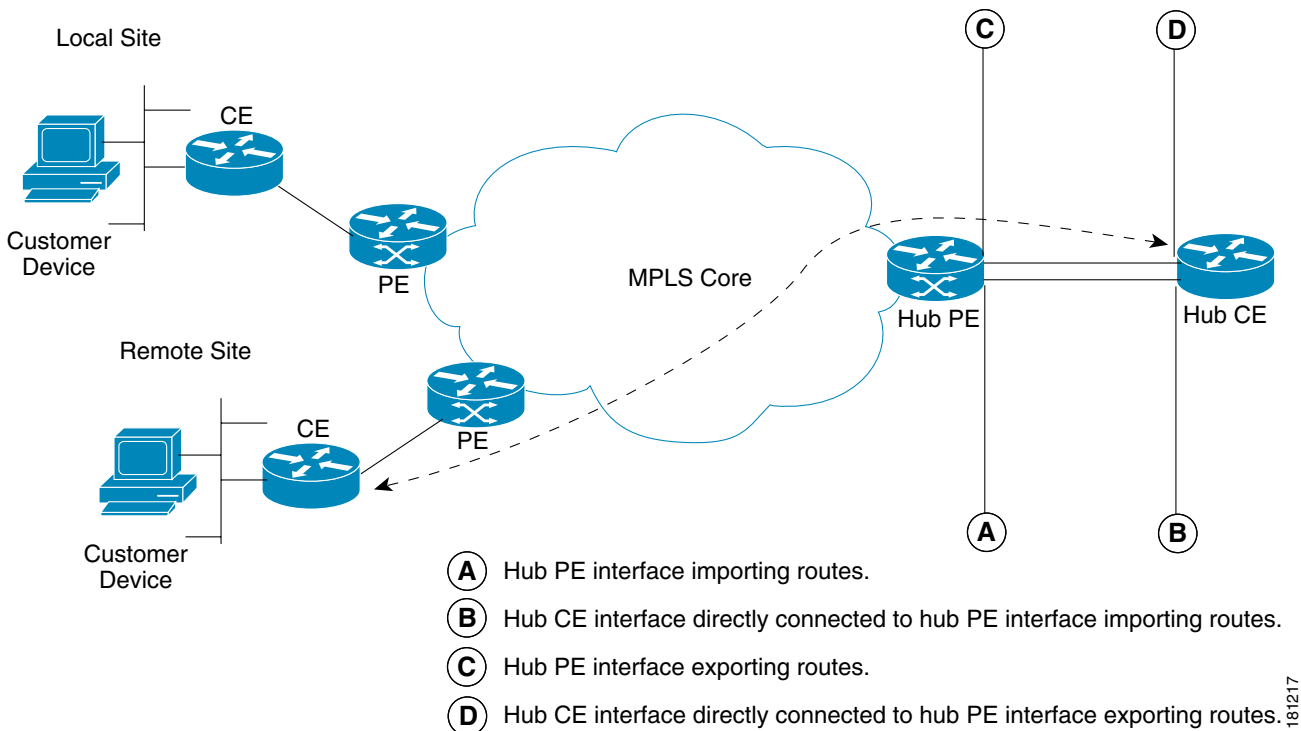 C
D
Local Site
CE
Customer
Device
PE
MPLS Core
Hub PE
Hub CE
Remote Site
CE
PE
Customer
Device
A
B
A Hub PE interface importing routes.
B Hub CE interface directly connected to hub PE interface importing routes.
C Hub PE interface exporting routes.
D Hub CE interface directly connected to hub PE interface exporting routes.
181217